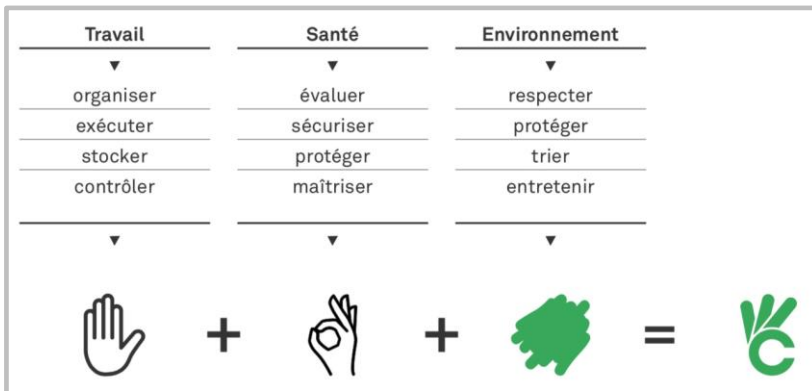 Travail Santé Environnement
organiser évaluer respecter
exécuter sécuriser protéger
stocker protéger trier
contrôler maîtriser entretenir
+ + =
C